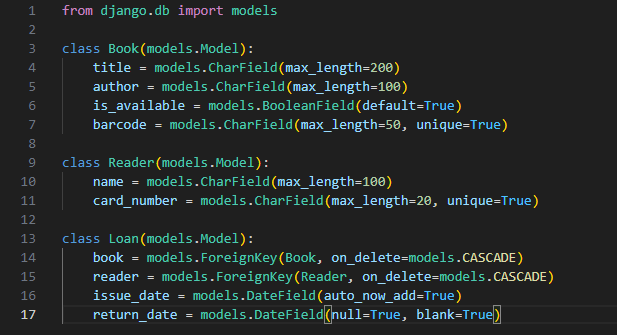 1 from django.db import models
2
3 class Book(models.Model):
4     title = models.CharField(max_length=200)
5     author = models.CharField(max_length=100)
6     is_available = models.BooleanField(default=True)
7     barcode = models.CharField(max_length=50, unique=True)
8
9 class Reader(models.Model):
10     name = models.CharField(max_length=100)
11     card_number = models.CharField(max_length=20, unique=True)
12
13 class Loan(models.Model):
14     book = models.ForeignKey(Book, on_delete=models.CASCADE)
15     reader = models.ForeignKey(Reader, on_delete=models.CASCADE)
16     issue_date = models.DateField(auto_now_add=True)
17     return_date = models.DateField(null=True, blank=True)